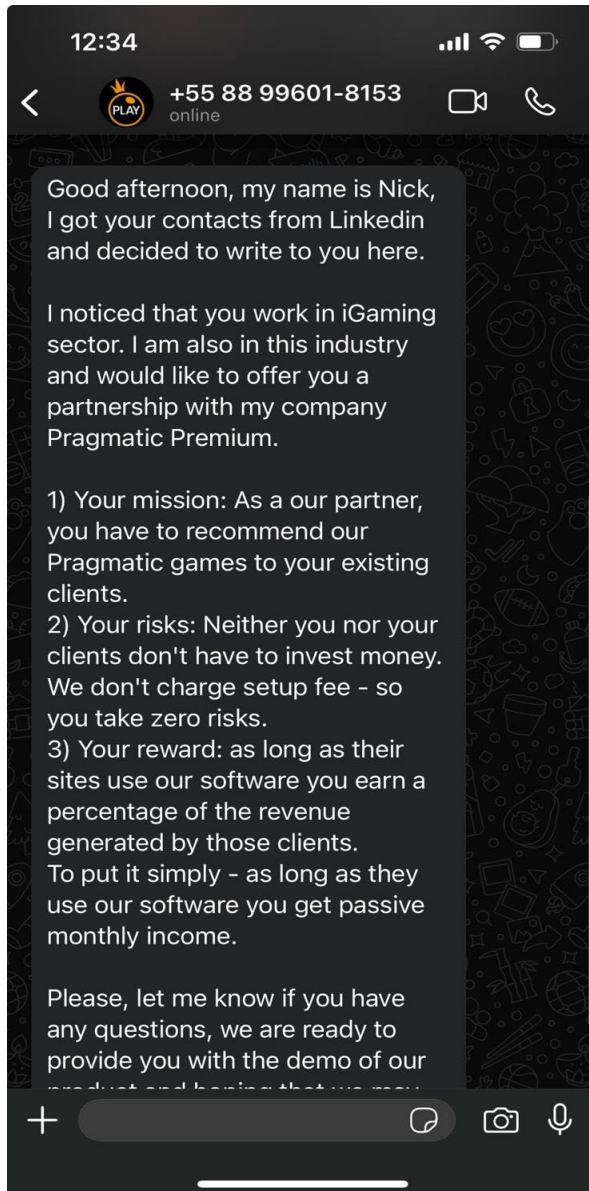 12:34
PLAY
+55 88 99601-8153
online
Good afternoon, my name is Nick,
I got your contacts from Linkedin
and decided to write to you here.
I noticed that you work in iGaming
sector. I am also in this industry
and would like to offer you a
partnership with my company
Pragmatic Premium.
1) Your mission: As a our partner,
you have to recommend our
Pragmatic games to your existing
clients.
2) Your risks: Neither you nor your
clients don't have to invest money.
We don't charge setup fee - so
you take zero risks.
3) Your reward: as long as their
sites use our software you earn a
percentage of the revenue
generated by those clients.
To put it simply - as long as they
use our software you get passive
monthly income.
Please, let me know if you have
any questions, we are ready to
provide you with the demo of our
product and hoping that we may